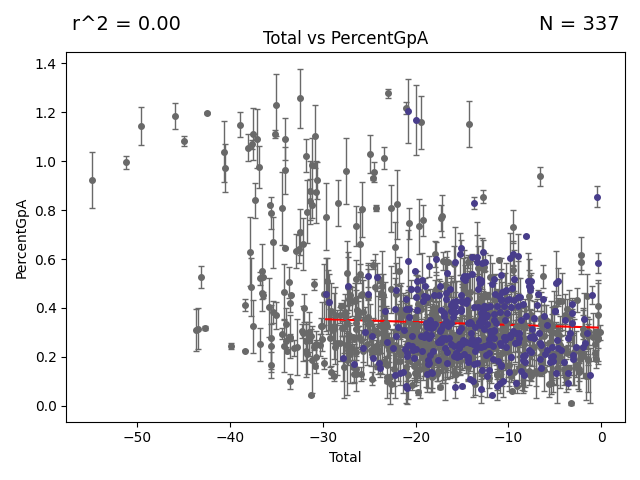 r^2 = 0.00
N = 337
Total vs PercentGpA
1.4
1.2
1.0
0.8
0.6
0.4
0.2
0.0
PercentGpA
−50
−40
−30
−20
−10
0
Total